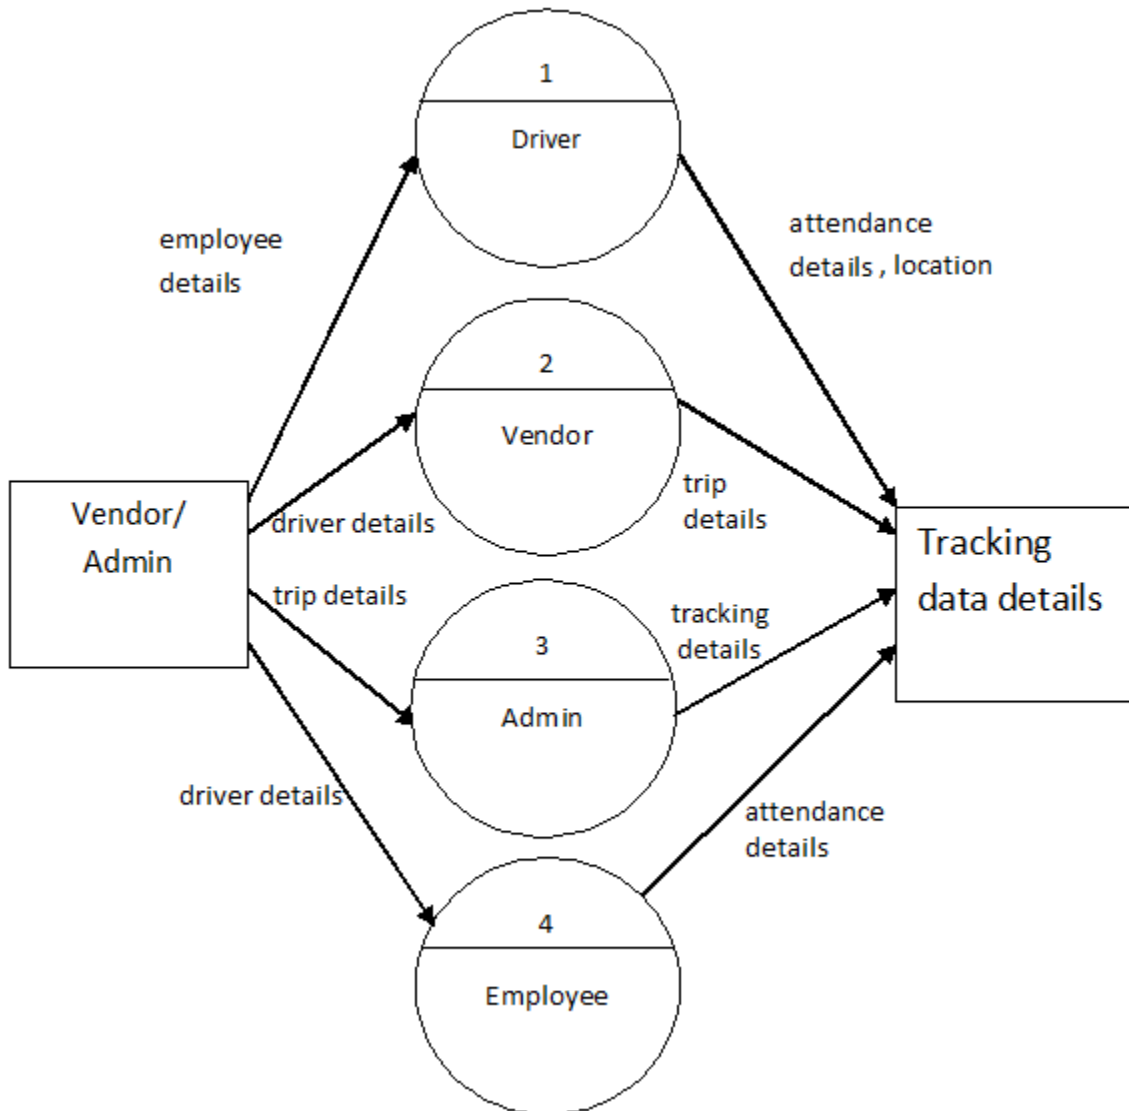 1
Driver
employee
details
attendance
details , location
2
Vendor
Vendor/
Admin
driver details
trip
details
Tracking
data details
trip details
tracking
details
3
Admin
driver details
attendance
details
4
Employee